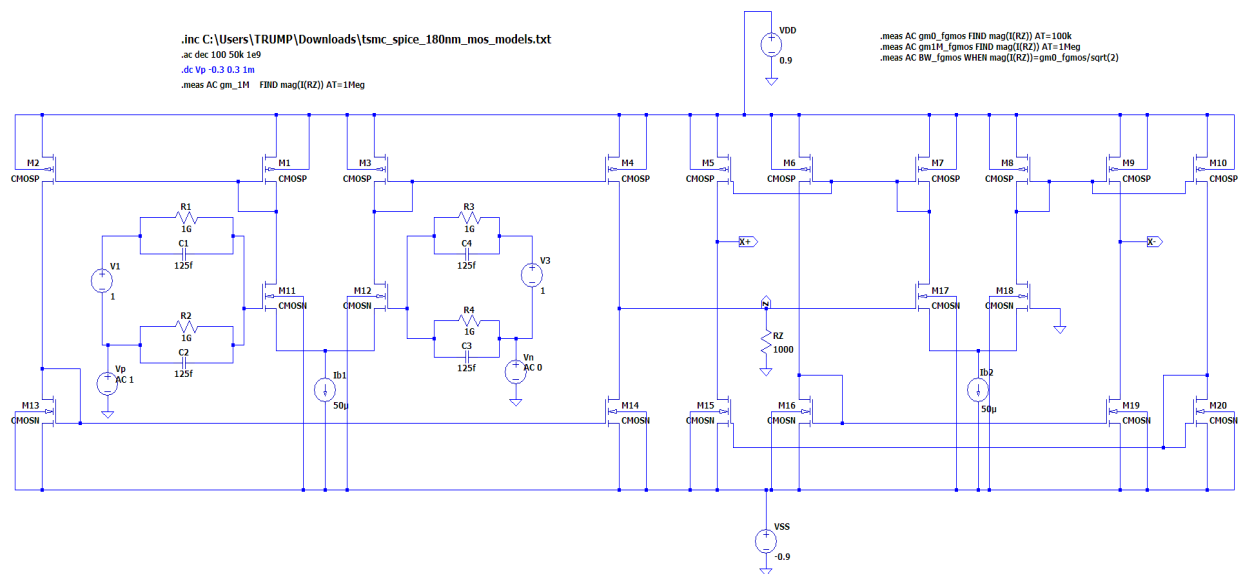 .inc C:\Users\TRUMP\Downloads\tsmc_spice_180nm_mos_models.txt
.ac dec 100 50k 1e9
.dc Vp -0.3 0.3 1m
.meas AC gm_1M FIND mag(I(RZ)) AT=1Meg
VDD
0.9
.meas AC gm0_fgmos FIND mag(I(RZ)) AT=100k
.meas AC gm1M_fgmos FIND mag(I(RZ)) AT=1Meg
.meas AC BW_fgmos WHEN mag(I(RZ))=gm0_fgmos/sqrt(2)
M2
CMOSP
M1
CMOSP
M3
CMOSP
M4
CMOSP
M5
CMOSP
M6
CMOSP
M7
CMOSP
M8
CMOSP
M9
CMOSP
M10
CMOSP
R1
1G
C1
125f
R3
1G
C4
125f
X+
X-
V1
1
V3
1
M11
CMOSN
M12
CMOSN
M17
CMOSN
M18
CMOSN
R2
1G
C2
125f
R4
1G
C3
125f
Z
RZ
1000
Vp
AC 1
Ib1
50µ
Vn
AC 0
Ib2
50µ
M13
CMOSN
M14
CMOSN
M15
CMOSN
M16
CMOSN
M19
CMOSN
M20
CMOSN
VSS
-0.9